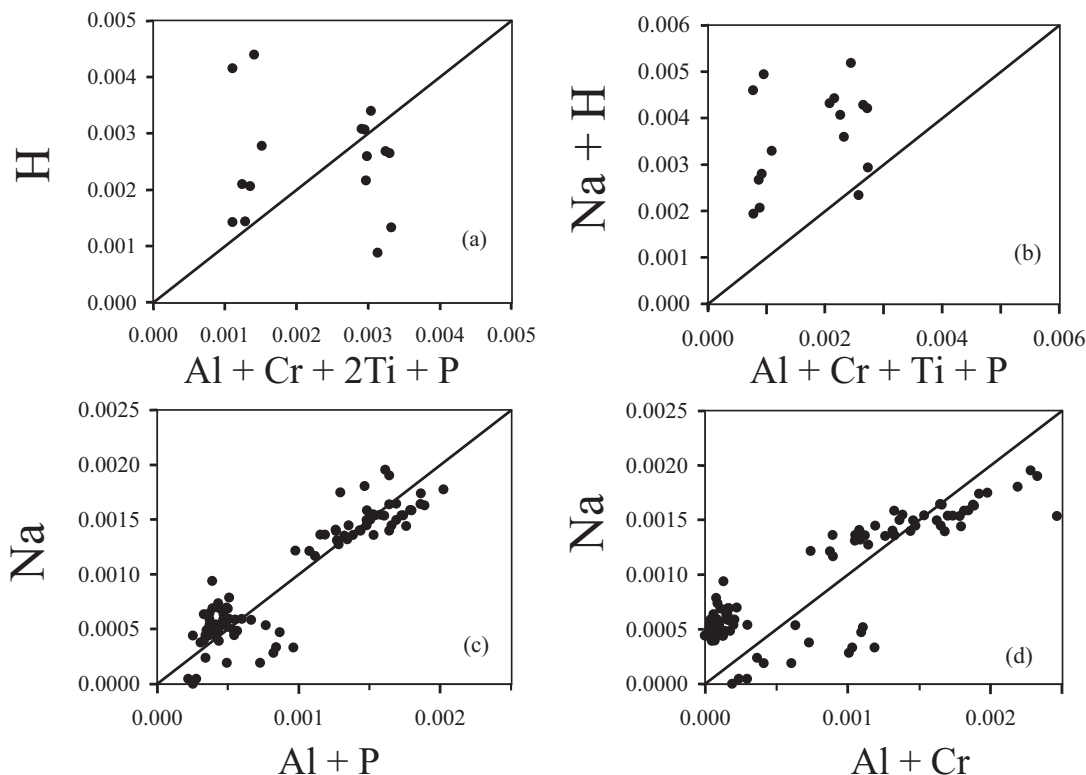 0.005
0.004
0.003
0.002
0.001
0.000
H
(a)
0.000 0.001 0.002 0.003 0.004 0.005
Al + Cr + 2Ti + P
0.006
0.005
0.004
0.003
0.002
0.001
0.000
Na + H
(b)
0.000 0.002 0.004 0.006
Al + Cr + Ti + P
0.0025
0.0020
0.0015
0.0010
0.0005
0.0000
Na
(c)
0.000 0.001 0.002
Al + P
0.0025
0.0020
0.0015
0.0010
0.0005
0.0000
Na
(d)
0.000 0.001 0.002
Al + Cr